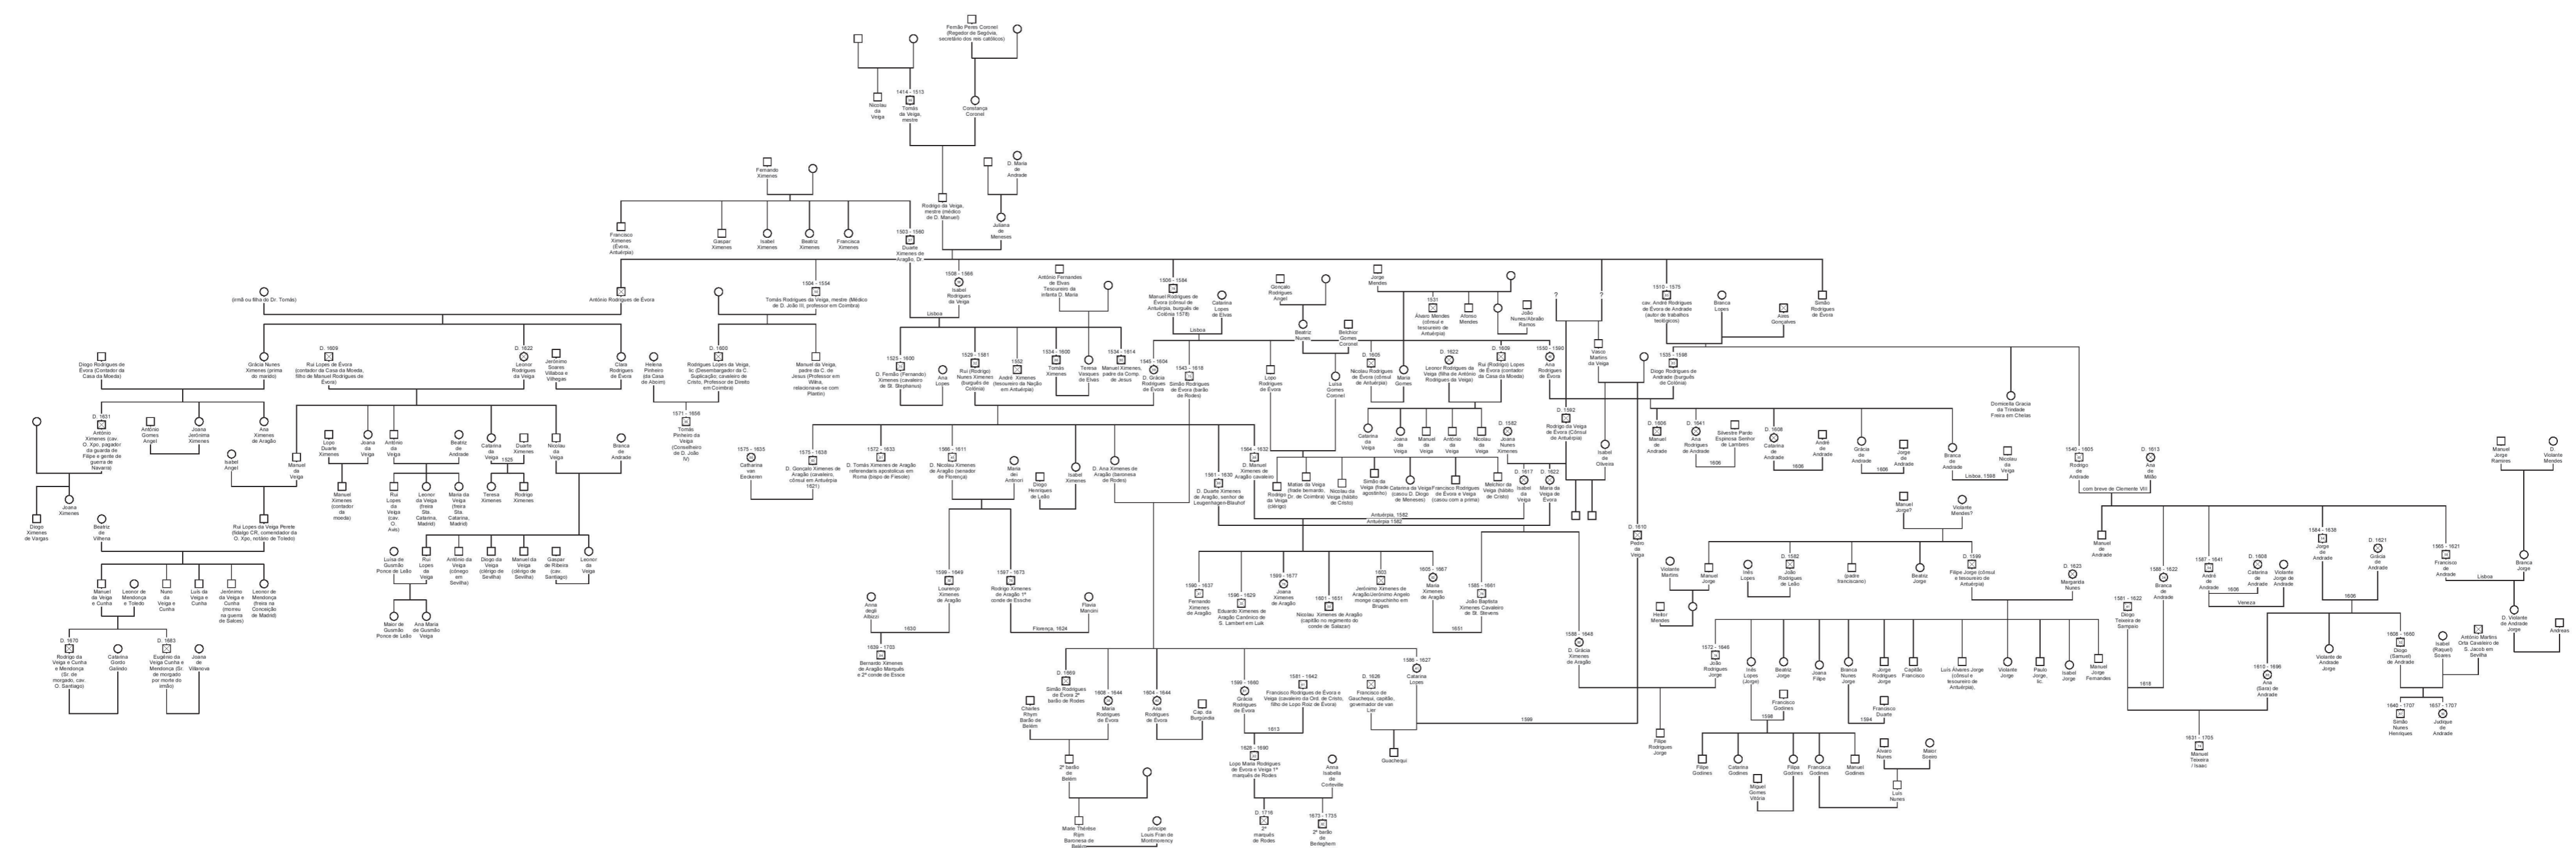 Fernão Peres Coronel
(Regedor de Segóvia,
secretário dos reis católicos)
Nicolau
da
Veiga
1414 - 1513
Tomás
da Veiga,
mestre
Constança
Coronel
Fernando
Ximenes
D. Maria
de
Andrade
Rodrigo da Veiga,
mestre (médico
de D. Manuel)
Juliana
de
Meneses
Francisco
Ximenes
(Évora,
Antuérpia)
Gaspar
Ximenes
Isabel
Ximenes
Beatriz
Ximenes
Francisca
Ximenes
1503 - 1560
Duarte
Ximenes de
Aragão, Dr
(irmã ou filha do Dr. Tomás)
António Rodrigues de Évora
1504 - 1554
Tomás Rodrigues da Veiga, mestre (Médico
de D. João III, professor em Coimbra)
Isabel
Rodrigues
da Veiga
António Fernandes
de Elvas
Tesoureiro da
infanta D. Maria
Manuel Rodrigues de
Évora (cônsul de
Antuérpia, burguês de
Colónia 1578)
Catarina
Lopes
de Elvas
Gonçalo
Rodrigues
Angel
Jorge
Mendes
1531
Álvaro Mendes
(cônsul e
tesoureiro de
Antuérpia)
Afonso
Mendes
João
Nunes/Abraão
Ramos
?
?
1510 - 1575
cav. André Rodrigues
de Évora de Andrade
(autor de trabalhos
teológicos)
Branca
Lopes
Aires
Gonçalves
Simão
Rodrigues
de Évora
Lisboa
Lisboa
Diogo Rodrigues de
Évora (Contador da
Casa da Moeda)
Grácia Nunes
Ximenes (prima
do marido)
D. 1609
Rui Lopes de Évora
(contador da Casa da Moeda,
filho de Manuel Rodrigues de
Évora)
D. 1622
Leonor
Rodrigues
da Veiga
Jerónimo
Soares
Villaboa e
Vilhegas
Clara
Rodrigues
de Évora
Helena
Pinheiro
(da Casa
de Aboim)
D. 1600
Rodrigues Lopes da Veiga,
lic (Desembargador da C.
Suplicação; cavaleiro de
Cristo, Professor de Direito
em Coimbra)
Manuel da Veiga,
padre da C. de
Jesus (Professor em
Wilna,
relacionava-se com
Plantin)
1525 - 1600
D. Fernão (Fernando)
Ximenes (cavaleiro
de St. Stephanus)
Ana
Lopes
1529 - 1581
Rui (Rodrigo)
Nunes Ximenes
(burguês de
Colónia)
1552
André Ximenes
(tesoureiro da Nação
em Antuérpia)
1534 - 1600
Tomás
Ximenes
Teresa
Vasques
de Elvas
1534 - 1614
Manuel Ximenes,
padre da Comp.
de Jesus
1545 - 1604
D. Grácia
Rodrigues
de Évora
1543 - 1618
Simão Rodrigues
de Évora (barão
de Rodes)
Beatriz
Nunes
Belchior
Gomes
Coronel
Lopo
Rodrigues
de Évora
Luisa
Gomes
Coronel
D. 1605
Nicolau Rodrigues
de Évora (cônsul
de Antuérpia)
Maria
Gomes
D. 1622
Leonor Rodrigues da
Veiga (filha de António
Rodrigues da Veiga)
D. 1609
Rui (Rodrigo) Lopes
de Évora (contador
da Casa da Moeda)
1550 - 1590
Ana
Rodrigues
de Évora
Vasco
Martins
da Veiga
1535 - 1598
Diogo Rodrigues de
Andrade (burguês
de Colónia)
Domicelia Gracia
da Trindade
Freira em Chelas
D. 1631
António
Ximenes (cav.
O. Xpo, pagador
da guarda de
Filipe e gente de
guerra de
Navarra)
António
Gomes
Angel
Joana
Jerónima
Ximenes
Ana
Ximenes
de Aragão
Isabel
Angel
Manuel
da
Veiga
Lopo
Duarte
Ximenes
Joana
da
Veiga
António
da
Veiga
Beatriz
de
Andrade
Catarina
da
Veiga
Duarte
Ximenes
Nicolau
da
Veiga
Branca
de
Andrade
1525
1571 - 1656
Tomás
Pinheiro da
Veiga
(Conselheiro
de D. João
IV)
Joana
Ximenes
Diogo
Ximenes
de Vargas
Manuel
Ximenes
(contador
da
moeda)
Rui
Lopes
da
Veiga
(cav.
O.
Avis)
Leonor
da Veiga
(freira
Sta.
Catarina,
Madrid)
Maria da
Veiga
(freira
Sta.
Catarina,
Madrid)
Teresa
Ximenes
Rodrigo
Ximenes
1575 - 1635
Catharina
van
Eeckeren
1575 - 1638
D. Gonçalo Ximenes de
Aragão (cavaleiro,
cônsul em Antuérpia
1621)
1572 - 1633
D. Tomás Ximenes de Aragão
referendaris apostolicus em
Roma (bispo de Fiesole)
1566 - 1611
D. Nicolau Ximenes
de Aragão (senador
de Florença)
Maria
dei
Antinori
Diogo
Henriques
de Leão
Isabel
Ximenes
D. Ana Ximenes de
Aragão (baronesa
de Rodes)
1561 - 1630
D. Duarte Ximenes
de Aragão, senhor de
Leugenhagen-Blauhof
1564 - 1632
D. Manuel
Ximenes de
Aragão cavaleiro
Rodrigo
da Veiga
(clérigo)
Matias da Veiga
(frade bernardo,
Dr. de Coimbra)
Nicolau da
Veiga (hábito
de Cristo)
Simão da
Veiga (frade
agostinho)
Catarina da Veiga
(casou D. Diogo
de Meneses)
Francisco Rodrigues
de Évora e Veiga
(casou com a prima)
Melchior da
Veiga (hábito
de Cristo)
Catarina
da
Veiga
Joana
da
Veiga
Manuel
da
Veiga
António
da
Veiga
Nicolau
da
Veiga
D. 1582
Joana
Nunes
Ximenes
D. 1617
Isabel
da
Veiga
D. 1622
Maria da
Veiga de
Évora
D. 1592
Rodrigo da Veiga
de Évora (Cônsul
de Antuérpia)
Isabel
de
Oliveira
D. 1606
Manuel
de
Andrade
D. 1641
Ana
Rodrigues
de Andrade
Silvestre Pardo
Espinosa Senhor
de Lambres
1606
D. 1608
Catarina
de
Andrade
André
de
Andrade
1608
Grácia
de
Andrade
Jorge
de
Andrade
1606
Branca
de
Andrade
Nicolau
da
Veiga
Lisboa, 1588
1540 - 1605
Rodrigo
de
Andrade
D. 1613
Ana
de
Milão
com breve de Clemente VIII
Manuel
Jorge
Ramires
D.
Violante
Mendes
Antuérpia, 1582
Antuérpia 1582
Beatriz
de
Vilhena
Rui Lopes da Veiga Perete
(fidalgo CR, comendador da
O. Xpo, notário de Toledo)
Luísa de
Gusmão
Ponce de Leão
Rui
Lopes
da
Veiga
António da
Veiga
(cónego
em
Sevilha)
Diogo da
Veiga
(clérigo de
Sevilha)
Manuel da
Veiga
(clérigo de
Sevilha)
Gaspar
de Ribeira
(cav.
Santiago)
Leonor
da
Veiga
D. 1610
Pedro
da
Veiga
Manuel
Jorge?
Violante
Mendes?
Manuel
de
Andrade
1588 - 1622
Branca
de
Andrade
1587 - 1641
André
de
Andrade
D. 1608
Catarina
de
Andrade
Violante
Jorge de
Andrade
1608
Veneza
1564 - 1638
Jorge
de
Andrade
D. 1621
Grácia
de
Andrade
1606
1565 - 1621
Francisco
de
Andrade
Branca
Jorge
Lisboa
Manuel
da Veiga
e Cunha
Leonor de
Mendonça
e Toledo
Nuno
da
Veiga e
Cunha
Luís da
Veiga e
Cunha
Jerónimo
da Veiga e
Cunha
(morreu
na guerra
de Salces)
Leonor de
Mendonça
(freira na
Conceição
de Madrid)
Maior de
Gusmão
Ponce de Leão
Ana Maria
de Gusmão
Veiga
Anna
degli
Albizzi
1599 - 1649
Lourenço
Ximenes
de Aragão
1597 - 1673
Rodrigo Ximenes
de Aragão 1º
conde de Esoche
Flavia
Mancini
1630
Florença, 1624
1639 - 1703
Bernardo Ximenes
de Aragão Marquês
e 2º conde de Esoce
1590 - 1637
Fernando
Ximenes
de Aragão
1596 - 1629
Eduardo Ximenes de
Aragão Canônico de
S. Lambert em Luik
1599 - 1677
Joana
Ximenes
de Aragão
1601 - 1651
Nicolau Ximenes de Aragão
(capitão no regimento do
conde de Salazar)
1603
Jerónimo Ximenes de
Aragão/Jerónimo Angelo
monge capuchinho em
Bruges
1605 - 1667
Maria
Ximenes
de Aragão
1585 - 1661
João Baptista
Ximenes Cavaleiro
de St. Stevens
1631
1588 - 1648
D. Grácia
Ximenes
de Aragão
Violante
Martins
Manuel
Jorge
Heitor
Mendes
Inês
Lopes
D. 1582
João
Rodrigues
de Leão
(padre
franciscano)
Beatriz
Jorge
D. 1599
Filipe Jorge (cônsul
e tesoureiro de
Antuérpia)
D. 1623
Margarida
Nunes
1581 - 1622
Diogo
Teixeira de
Sampaio
D. Violante
de Andrade
Jorge
Andreas
D. 1670
Rodrigo da
Veiga e Cunha
e Mendonça
(Sr. de
morgado, cav.
O. Santiago)
Catarina
Gordo
Galindo
D. 1683
Eugénio da
Veiga Cunha e
Mendonça (Sr.
de morgado
por morte do
irmão)
Joana
de
Villanova
D. 1669
Simão Rodrigues
de Évora 2º
barão de Rodes
Charles
Rhym
Barão de
Belém
1608 - 1644
Maria
Rodrigues
de Évora
1604 - 1644
Ana
Rodrigues
de Évora
Cap. da
Burgúndia
1599 - 1660
Grácia
Rodrigues
de Évora
1581 - 1642
Francisco Rodrigues de Évora e
Veiga (cavaleiro da Ord. de Cristo,
filho de Lopo Roiz de Évora)
1613
D. 1626
Francisco de
Gauchequi, capitão,
governador de van
Lier
1586 - 1627
Catarina
Lopes
1599
1572 - 1646
João
Rodrigues
Jorge
Inês
Lopes
(Jorge)
Beatriz
Jorge
Joana
Filipe
Branca
Nunes
Jorge
Jorge
Rodrigues
Jorge
Capitão
Francisco
Luís Álvares Jorge
(cônsul e
tesoureiro de
Antuérpia),
Violante
Jorge
Paulo
Jorge,
lic.
Isabel
Jorge
Manuel
Jorge
Fernandes
1618
1610 - 1696
Ana
(Sara) de
Andrade
Violante de
Andrade
Jorge
1608 - 1660
Diogo
(Samuel)
de Andrade
Isabel
(Raquel)
Soares
António Martins
Orta Cavaleiro de
S. Jacob em
Sevilha
1640 - 1707
Simão
Nunes
Henriques
1657 - 1707
Judique
de
Andrade
Filipe
Rodrigues
Jorge
Francisco
Godines
1598
Francisco
Duarte
1594
1631 - 1705
Manuel
Teixeira
/ Isaac
2º barão
de
Belém
1628 - 1690
Lopo Maria Rodrigues
de Évora e Veiga 1º
marquês de Rodes
Anna
Isabella
de
Corteville
Guachequi
Filipe
Godines
Catarina
Godines
Filipa
Godines
Francisca
Godines
Manuel
Godines
Miguel
Gomes
Vitória
Álvaro
Nunes
Maior
Soeiro
Luís
Nunes
Marie Thérèse
Rijm
Baronesa de
Belém
príncipe
Louis Fran de
Montmorency
D. 1716
2º
marquês
de Rodes
1673 - 1735
2º barão
de
Berleghem